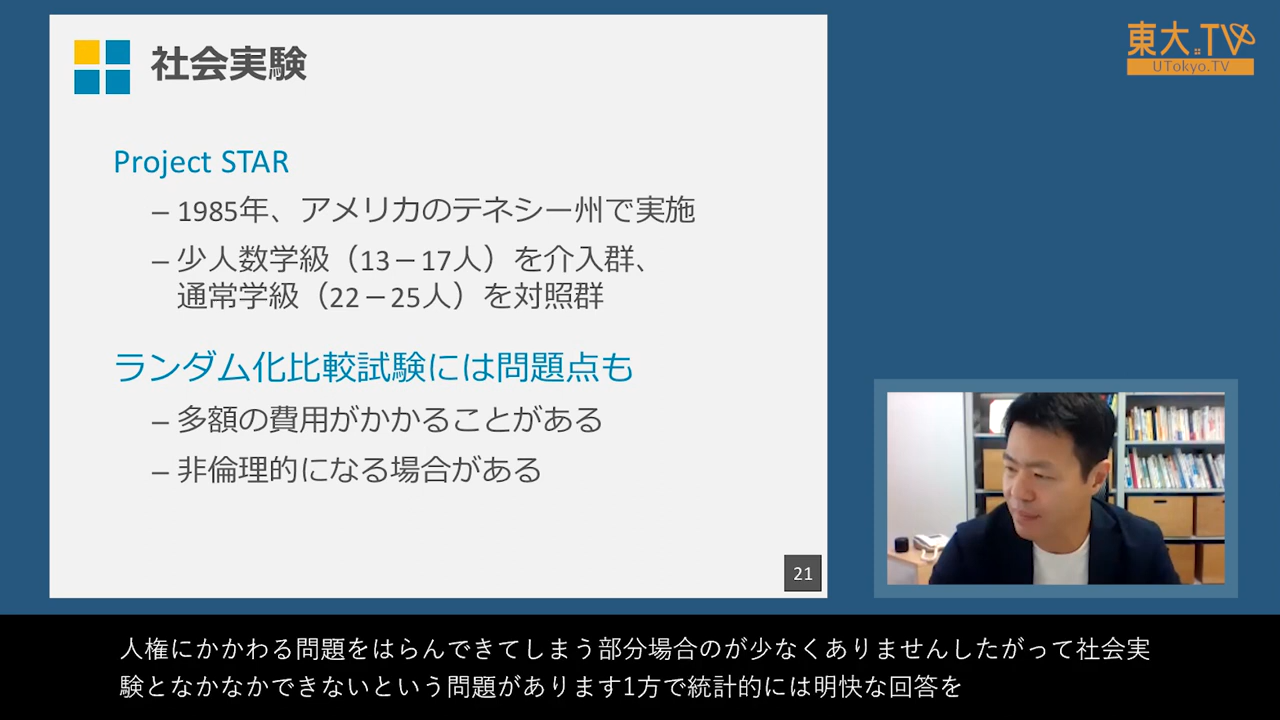 社会実験
東大.TV
UTokyo.TV
Project STAR
– 1985年、アメリカのテネシー州で実施
– 少人数学級（13－17人）を介入群、
通常学級（22－25人）を対照群
ランダム化比較試験には問題点も
– 多額の費用がかかることがある
– 非倫理的になる場合がある
21
人権にかかわる問題をはらんできてしまう部分場合のが少なくありませんしたがって社会実
験となかなかできないという問題があります1方で統計的には明快な回答を